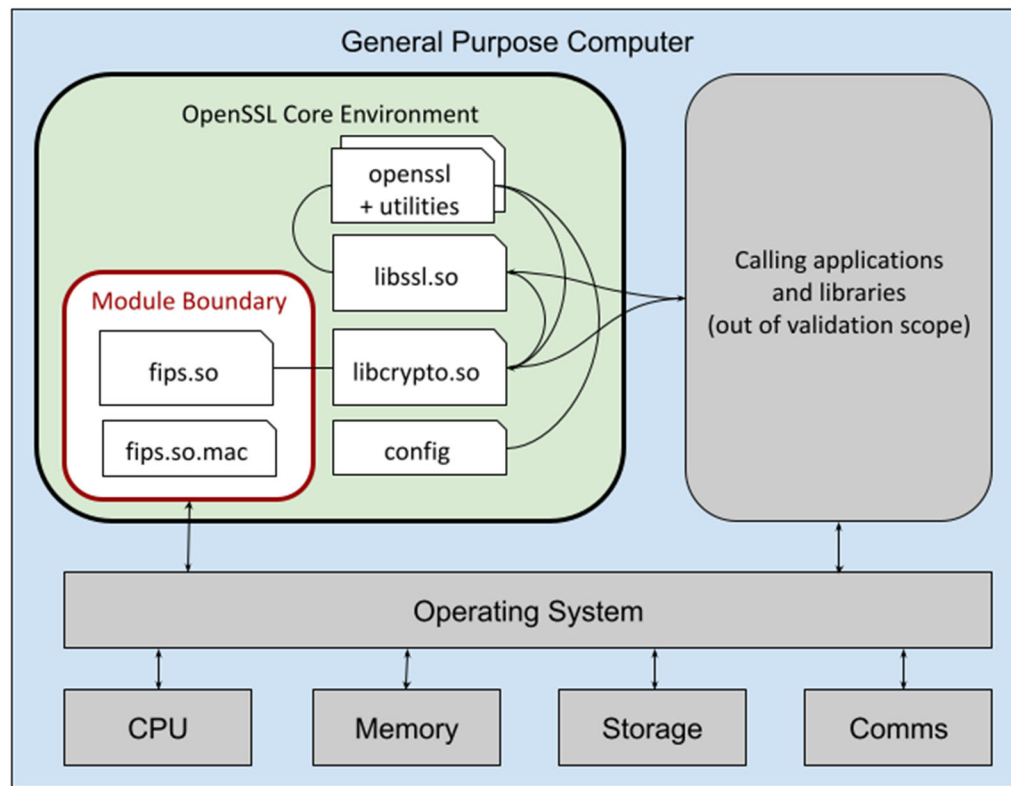 General Purpose Computer
OpenSSL Core Environment
openssl
+ utilities
libssl.so
Module Boundary
fips.so
libcrypto.so
fips.so.mac
config
Calling applications
and libraries
(out of validation scope)
Operating System
CPU
Memory
Storage
Comms